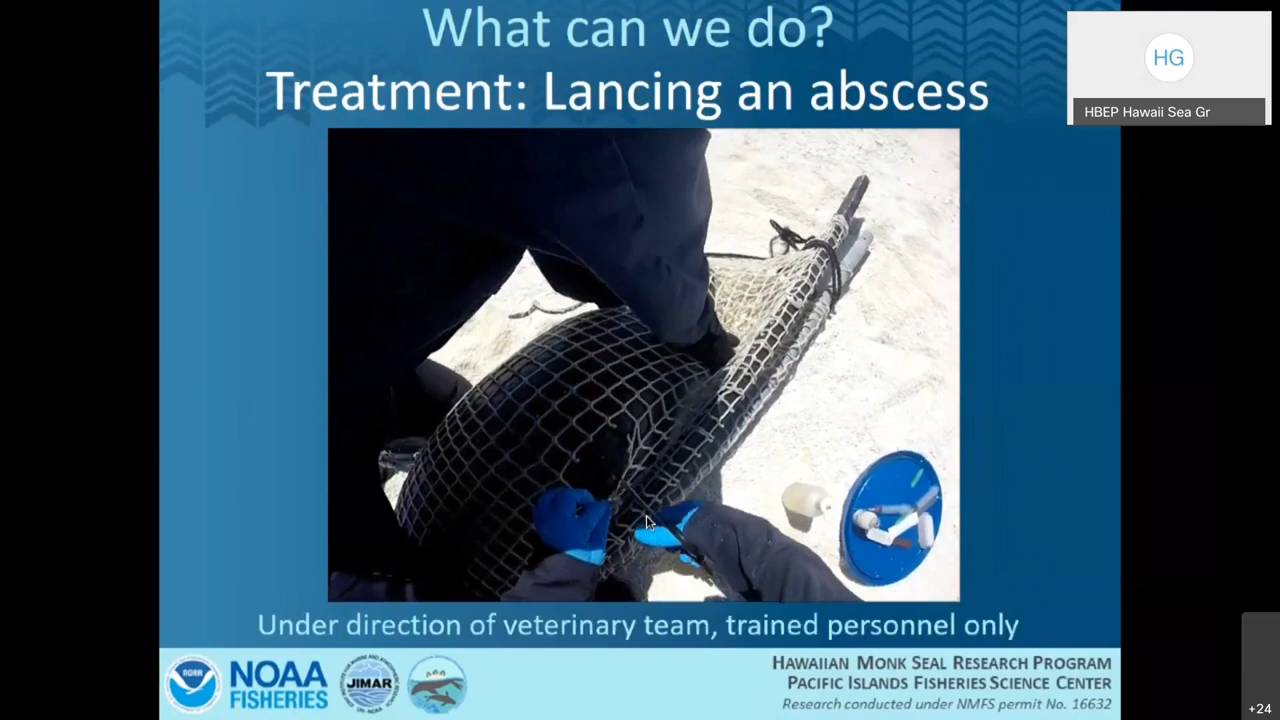 What can we do?
Treatment: Lancing an abscess
HG
HBEP Hawaii Sea Gr
Under direction of veterinary team, trained personnel only
NOAA
NOAA
FISHERIES
JIMAR
HAWAIIAN MONK SEAL RESEARCH PROGRAM
PACIFIC ISLANDS FISHERIES SCIENCE CENTER
Research conducted under NMFS permit No. 16632
+24